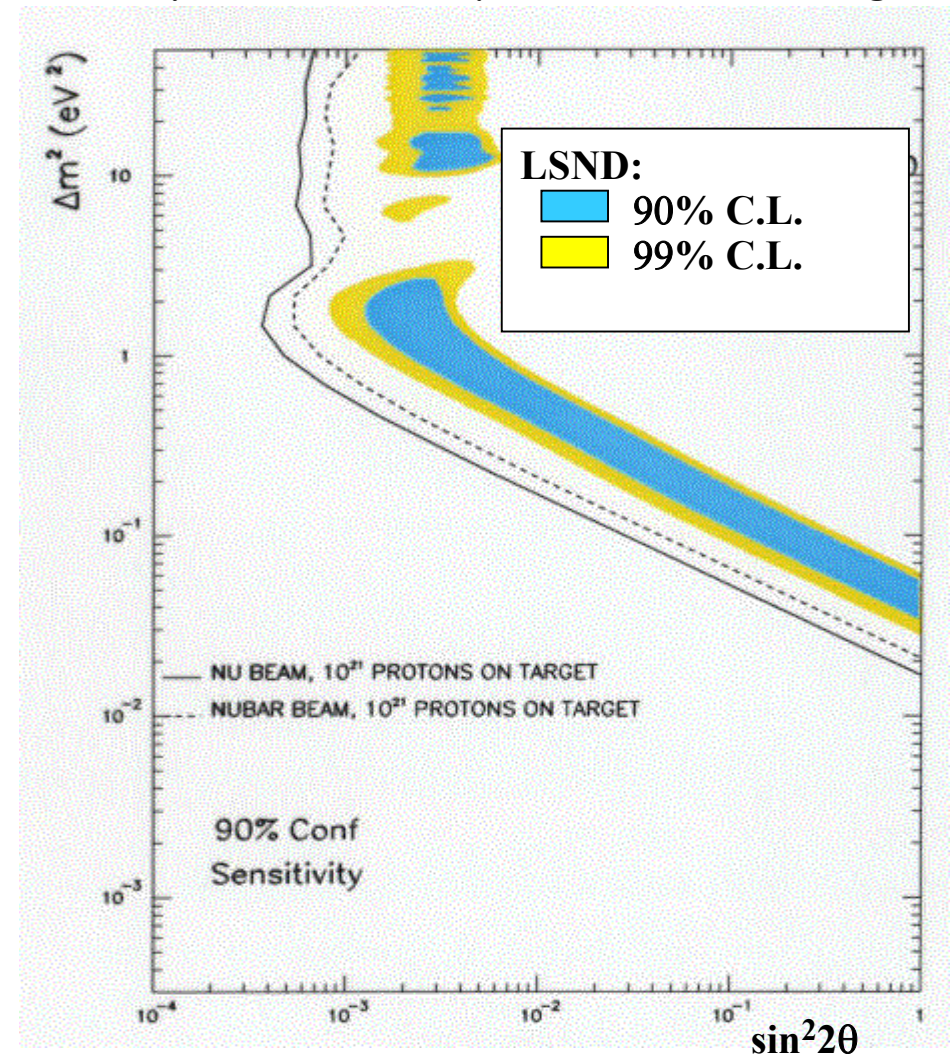 Δm² (eV²)
10
1
10⁻¹
10⁻²
10⁻³
LSND:
90% C.L.
99% C.L.
NU BEAM, 10²¹ PROTONS ON TARGET
NUBAR BEAM, 10²¹ PROTONS ON TARGET
90% Conf
Sensitivity
10⁻⁴
10⁻³
10⁻²
10⁻¹
1
sin²2θ